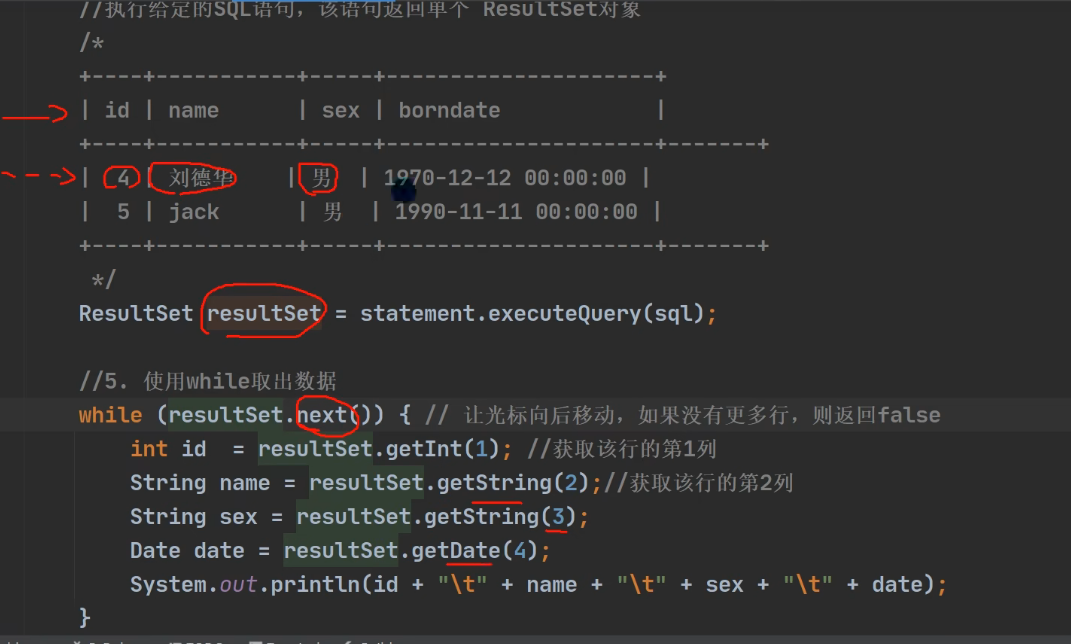 //执行给定的SQL语句，该语句返回单个 ResultSet对象
/*
+----+-----------+-----+---------------------+
| id | name      | sex | borndate            |
+----+-----------+-----+---------------------+-------+
|  4 | 刘德华    | 男  | 1970-12-12 00:00:00 |
|  5 | jack      | 男  | 1990-11-11 00:00:00 |
+----+-----------+-----+---------------------+-------+
*/
ResultSet resultSet = statement.executeQuery(sql);
//5. 使用while取出数据
while (resultSet.next()) { // 让光标向后移动，如果没有更多行，则返回false
int id  = resultSet.getInt(1); //获取该行的第1列
String name = resultSet.getString(2);//获取该行的第2列
String sex = resultSet.getString(3);
Date date = resultSet.getDate(4);
System.out.println(id + "\t" + name + "\t" + sex + "\t" + date);
}